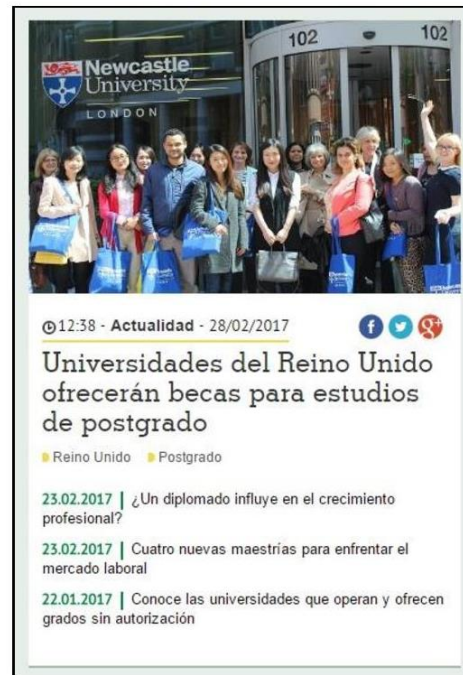 102
102
Newcastle
University
LONDON
12:38 - Actualidad - 28/02/2017
Universidades del Reino Unido
ofrecerán becas para estudios
de postgrado
Reino Unido Postgrado
23.02.2017 | ¿Un diplomado influye en el crecimiento
profesional?
23.02.2017 | Cuatro nuevas maestrías para enfrentar el
mercado laboral
22.01.2017 | Conoce las universidades que operan y ofrecen
grados sin autorización